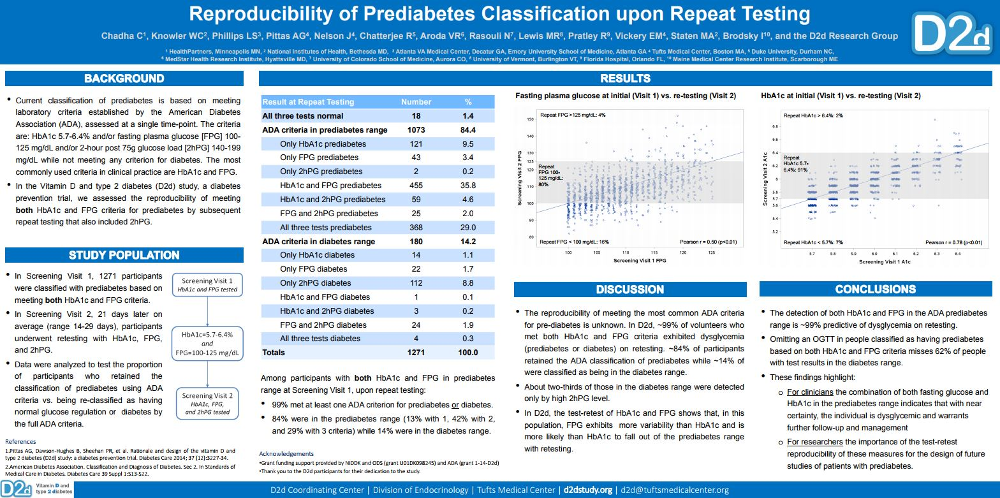 Reproducibility of Prediabetes Classification upon Repeat Testing
Chadha C1, Knowler WC2, Phillips LS3, Pittas AG4, Nelson J4, Chatterjee R5, Aroda VR6, Rasouli N7, Lewis MR8, Pratley R9, Vickery EM4, Staten MA2, Brodsky I10, and the D2d Research Group
1 HealthPartners, Minneapolis MN, 2 National Institutes of Health, Bethesda MD, 3 Atlanta VA Medical Center, Decatur GA, Emory University School of Medicine, Atlanta GA 4 Tufts Medical Center, Boston MA, 5 Duke University, Durham NC,
6 MedStar Health Research Institute, Hyattsville MD, 7 University of Colorado School of Medicine, Aurora CO, 8 University of Vermont, Burlington VT, 9 Florida Hospital, Orlando FL, 10 Maine Medical Center Research Institute, Scarborough ME
D2d
BACKGROUND
• Current classification of prediabetes is based on meeting
laboratory criteria established by the American Diabetes
Association (ADA), assessed at a single time-point. The criteria
are: HbA1c 5.7-6.4% and/or fasting plasma glucose [FPG] 100-
125 mg/dL and/or 2-hour post 75g glucose load [2hPG] 140-199
mg/dL while not meeting any criterion for diabetes. The most
commonly used criteria in clinical practice are HbA1c and FPG.
• In the Vitamin D and type 2 diabetes (D2d) study, a diabetes
prevention trial, we assessed the reproducibility of meeting
both HbA1c and FPG criteria for prediabetes by subsequent
repeat testing that also included 2hPG.
STUDY POPULATION
• In Screening Visit 1, 1271 participants
were classified with prediabetes based on
meeting both HbA1c and FPG criteria.
• In Screening Visit 2, 21 days later on
average (range 14-29 days), participants
underwent retesting with HbA1c, FPG,
and 2hPG.
• Data were analyzed to test the proportion
of participants who retained the
classification of prediabetes using ADA
criteria vs. being re-classified as having
normal glucose regulation or diabetes by
the full ADA criteria.
Screening Visit 1
HbA1c and FPG tested
HbA1c=5.7-6.4%
and
FPG=100-125 mg/dL
Screening Visit 2
HbA1c, FPG,
and 2hPG tested
References
1.Pittas AG, Dawson-Hughes B, Sheehan PR, et al. Rationale and design of the vitamin D and
type 2 diabetes (D2d) study: a diabetes prevention trial. Diabetes Care 2014; 37 (12):3227-34.
2.American Diabetes Association. Classification and Diagnosis of Diabetes. Sec 2. In Standards of
Medical Care in Diabetes. Diabetes Care 39 Suppl 1:S13-S22.
RESULTS
Result at Repeat Testing Number %
All three tests normal 18 1.4
ADA criteria in prediabetes range 1073 84.4
Only HbA1c prediabetes 121 9.5
Only FPG prediabetes 43 3.4
Only 2hPG prediabetes 2 0.2
HbA1c and FPG prediabetes 455 35.8
HbA1c and 2hPG prediabetes 59 4.6
FPG and 2hPG prediabetes 25 2.0
All three tests prediabetes 368 29.0
ADA criteria in diabetes range 180 14.2
Only HbA1c diabetes 14 1.1
Only FPG diabetes 22 1.7
Only 2hPG diabetes 112 8.8
HbA1c and FPG diabetes 1 0.1
HbA1c and 2hPG diabetes 3 0.2
FPG and 2hPG diabetes 24 1.9
All three tests diabetes 4 0.3
Totals 1271 100.0
Among participants with both HbA1c and FPG in prediabetes
range at Screening Visit 1, upon repeat testing:
• 99% met at least one ADA criterion for prediabetes or diabetes.
• 84% were in the prediabetes range (13% with 1, 42% with 2,
and 29% with 3 criteria) while 14% were in the diabetes range.
Acknowledgements
•Grant funding support provided by NIDDK and ODS (grant U01DK098245) and ADA (grant 1-14-D2d)
•Thank you to the D2d participants for their dedication to the study.
Fasting plasma glucose at initial (Visit 1) vs. re-testing (Visit 2)
Repeat FPG >125 mg/dL: 4%
Repeat
FPG 100-
125 mg/dL:
80%
Repeat FPG < 100 mg/dL: 16%
Pearson r = 0.50 (p<0.01)
Screening Visit 2 FPG
150
140
130
120
110
100
90
80
100 105 110 115 120 125
Screening Visit 1 FPG
HbA1c at initial (Visit 1) vs. re-testing (Visit 2)
Repeat HbA1c > 6.4%: 2%
Repeat
HbA1c 5.7-
6.4%: 91%
Repeat HbA1c < 5.7%: 7%
Pearson r = 0.78 (p<0.01)
Screening Visit 2 A1c
6.8
6.6
6.4
6.2
6.0
5.8
5.7
5.6
5.4
5.2
5.7 5.8 5.9 6.0 6.1 6.2 6.3 6.4
Screening Visit 1 A1c
DISCUSSION
• The reproducibility of meeting the most common ADA criteria
for pre-diabetes is unknown. In D2d, ~99% of volunteers who
met both HbA1c and FPG criteria exhibited dysglycemia
(prediabetes or diabetes) on retesting. ~84% of participants
retained the ADA classification of prediabetes while ~14% of
were classified as being in the diabetes range.
• About two-thirds of those in the diabetes range were detected
only by high 2hPG level.
• In D2d, the test-retest of HbA1c and FPG shows that, in this
population, FPG exhibits more variability than HbA1c and is
more likely than HbA1c to fall out of the prediabetes range
with retesting.
CONCLUSIONS
• The detection of both HbA1c and FPG in the ADA prediabetes
range is ~99% predictive of dysglycemia on retesting.
• Omitting an OGTT in people classified as having prediabetes
based on both HbA1c and FPG criteria misses 62% of people
with test results in the diabetes range.
• These findings highlight:
o For clinicians the combination of both fasting glucose and
HbA1c in the prediabetes range indicates that with near
certainty, the individual is dysglycemic and warrants
further follow-up and management
o For researchers the importance of the test-retest
reproducibility of these measures for the design of future
studies of patients with prediabetes.
D2d
Vitamin D and
type 2 diabetes
D2d Coordinating Center | Division of Endocrinology | Tufts Medical Center | d2dstudy.org | d2d@tuftsmedicalcenter.org